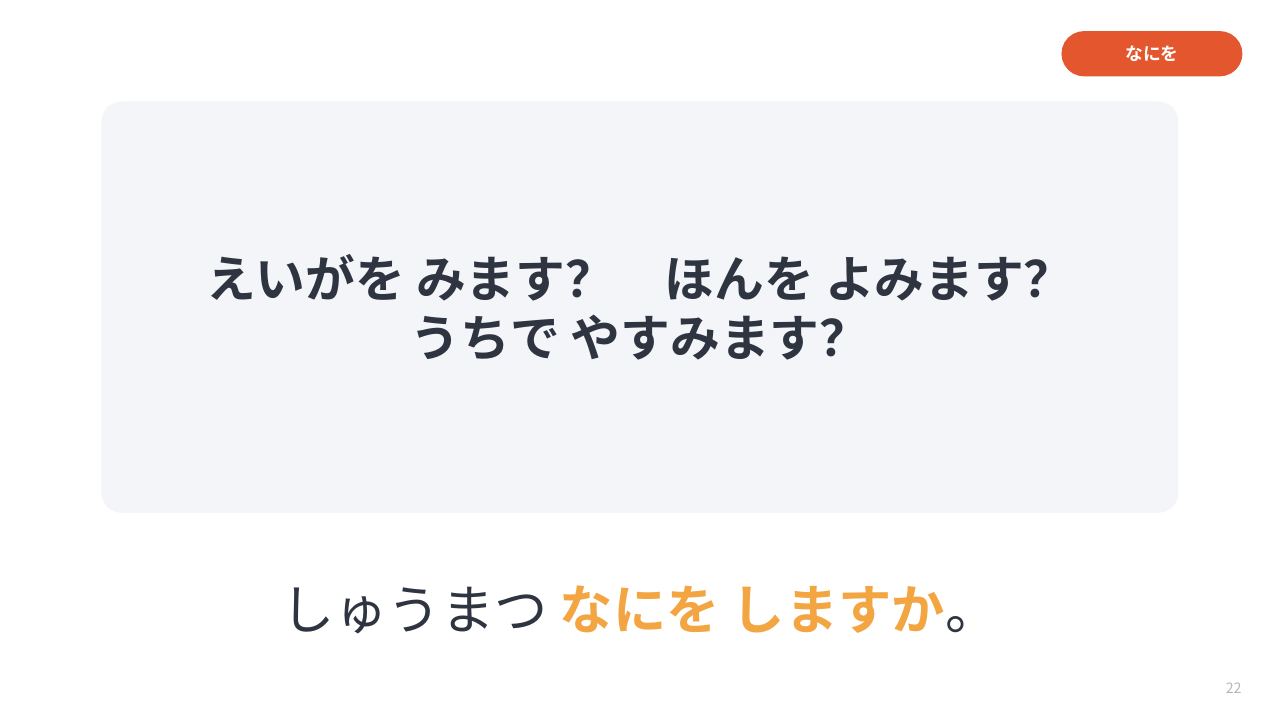 なにを
えいがを みます?　ほんを よみます?
うちで やすみます?
しゅうまつ なにを しますか。
22